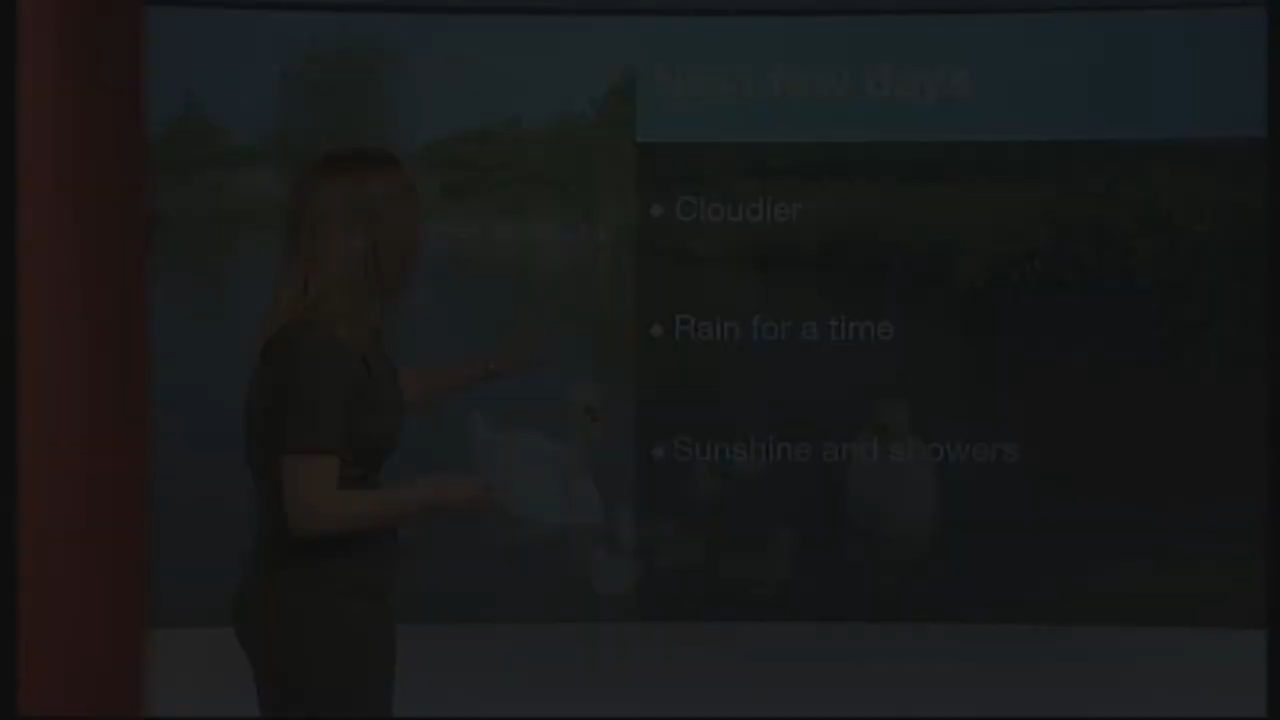 Next few days
• Cloudier
• Rain for a time
• Sunshine and showers